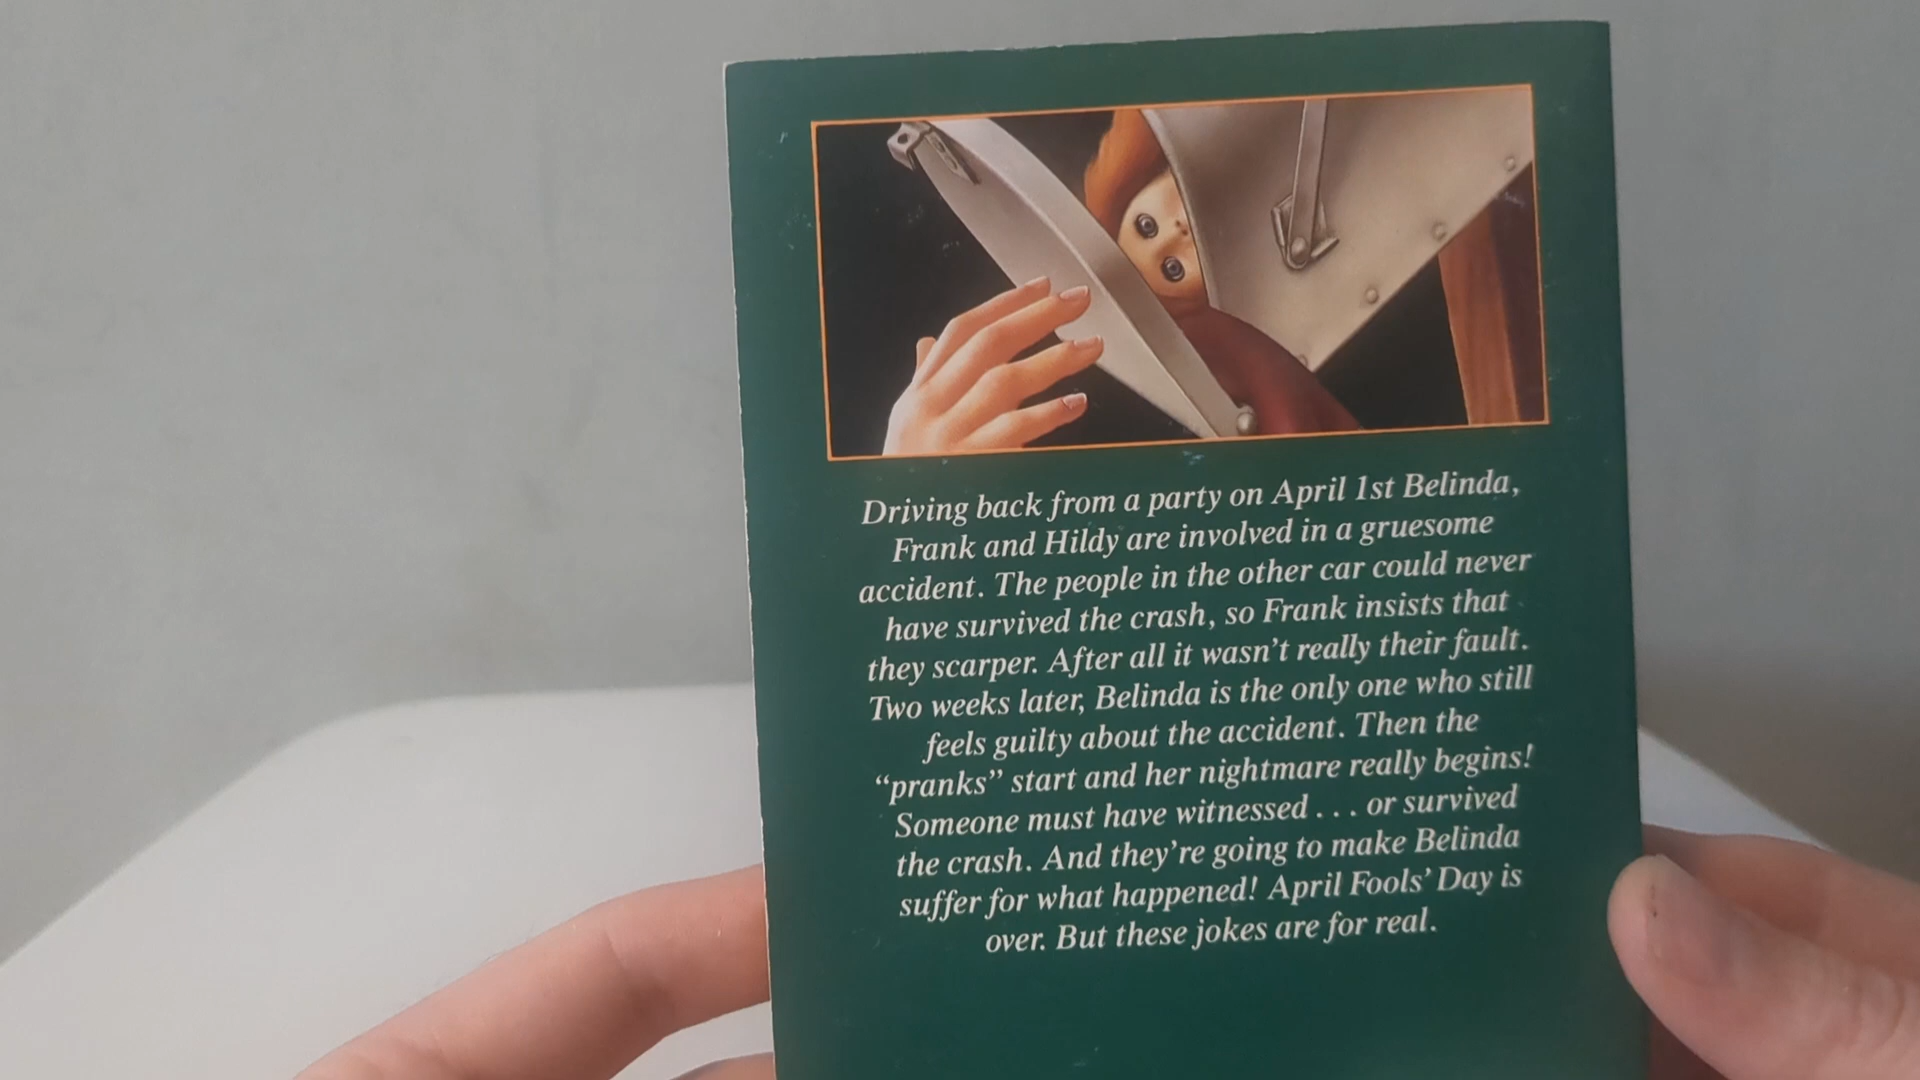 Driving back from a party on April 1st Belinda,
Frank and Hildy are involved in a gruesome
accident. The people in the other car could never
have survived the crash, so Frank insists that
they scarper. After all it wasn't really their fault.
Two weeks later, Belinda is the only one who still
feels guilty about the accident. Then the
“pranks” start and her nightmare really begins!
Someone must have witnessed . . . or survived
the crash. And they're going to make Belinda
suffer for what happened! April Fools' Day is
over. But these jokes are for real.